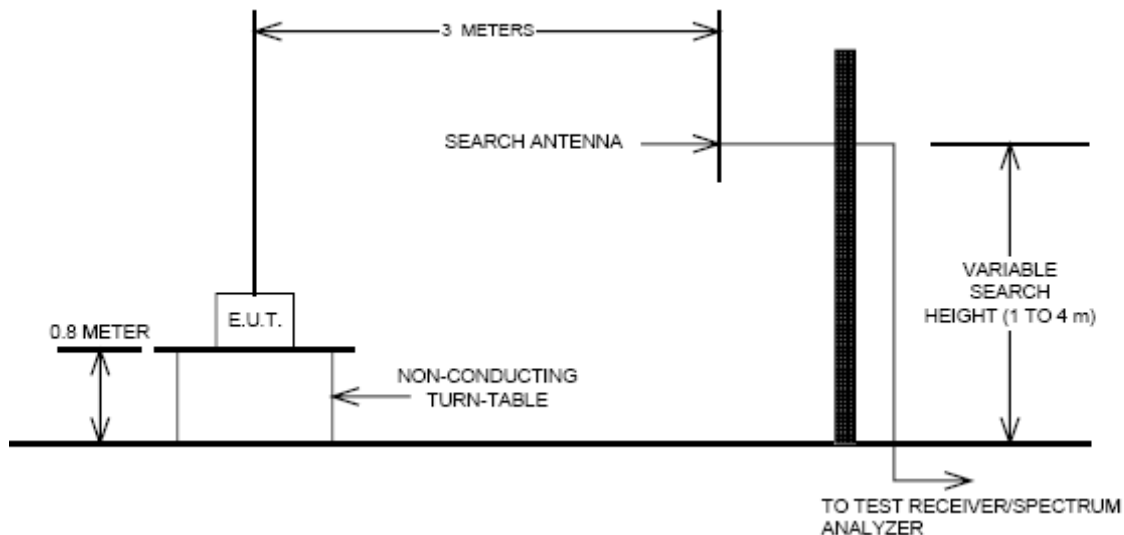 3 METERS
SEARCH ANTENNA
E.U.T.
0.8 METER
NON-CONDUCTING
TURN-TABLE
VARIABLE
SEARCH
HEIGHT (1 TO 4 m)
TO TEST RECEIVER/SPECTRUM
ANALYZER